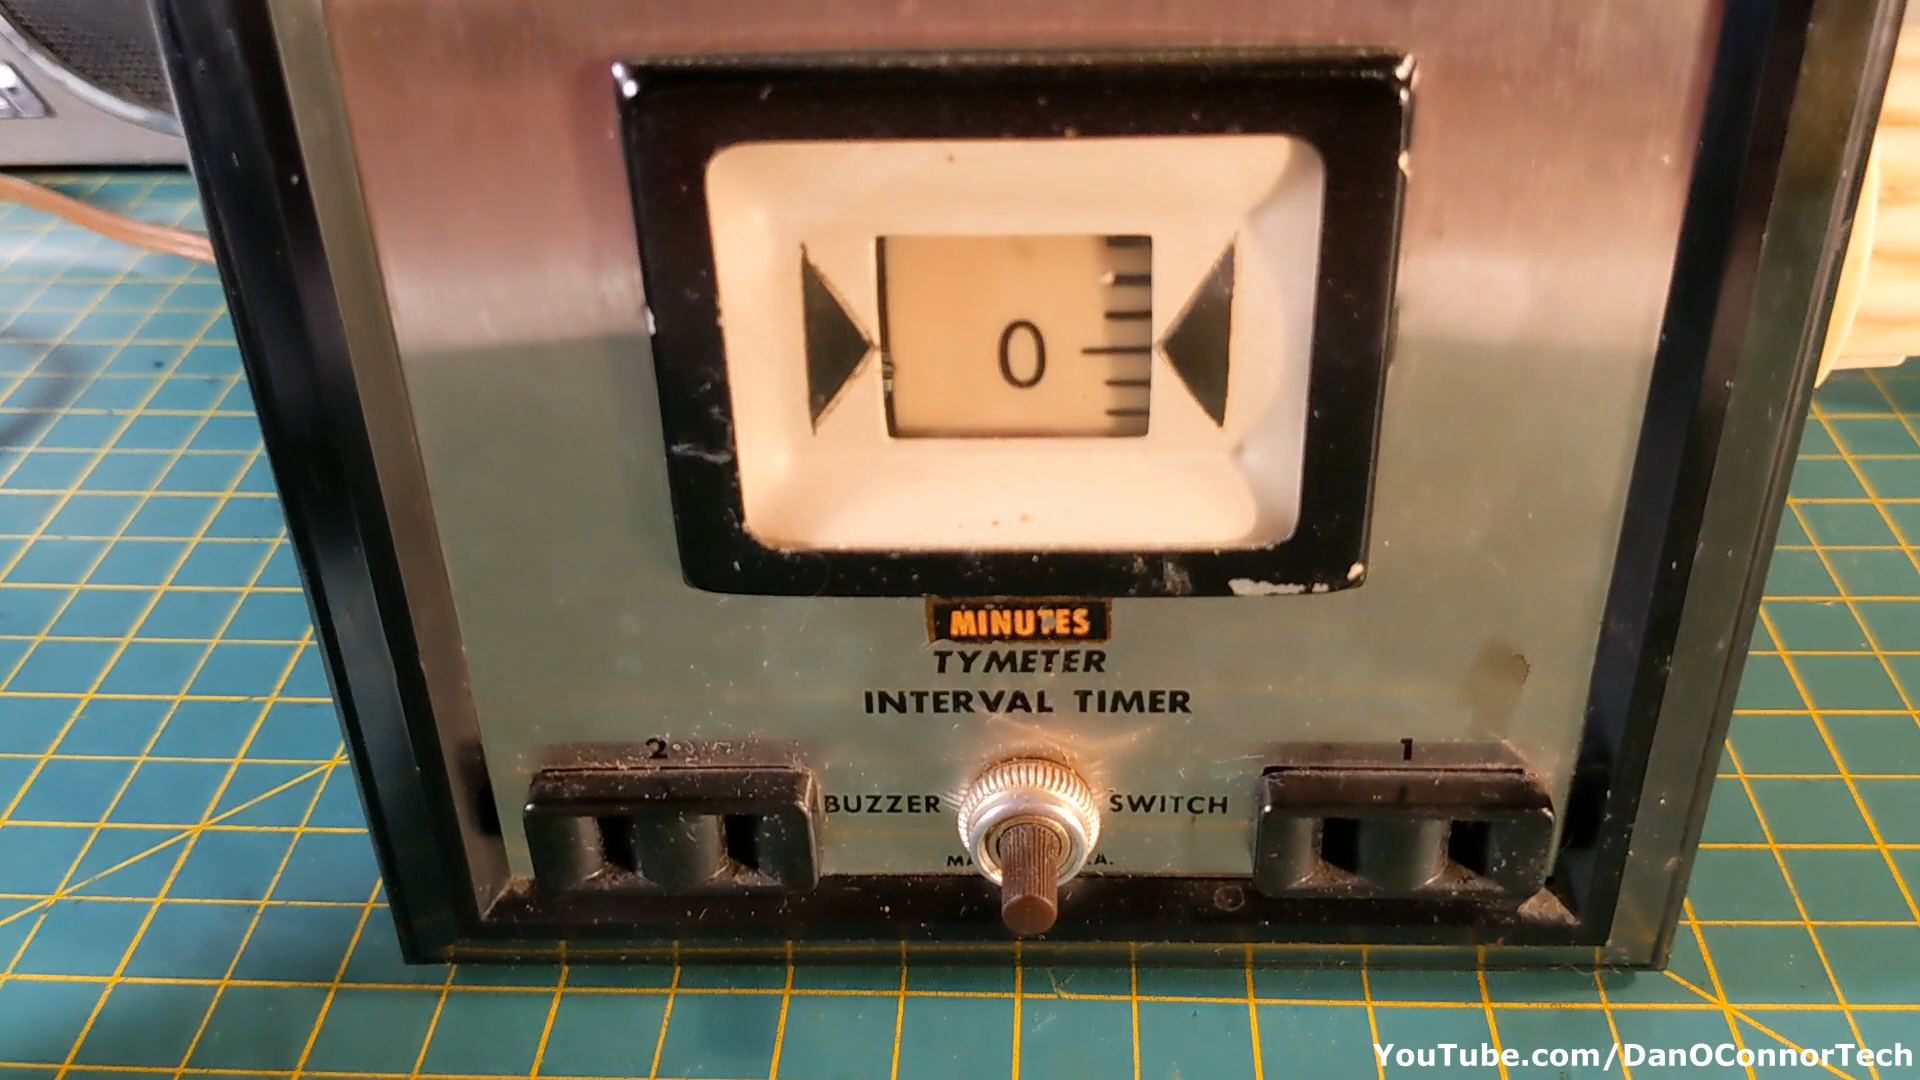 0
MINUTES
TYMETER
INTERVAL TIMER
2 1
BUZZER SWITCH
YouTube.com/DanOConnorTech